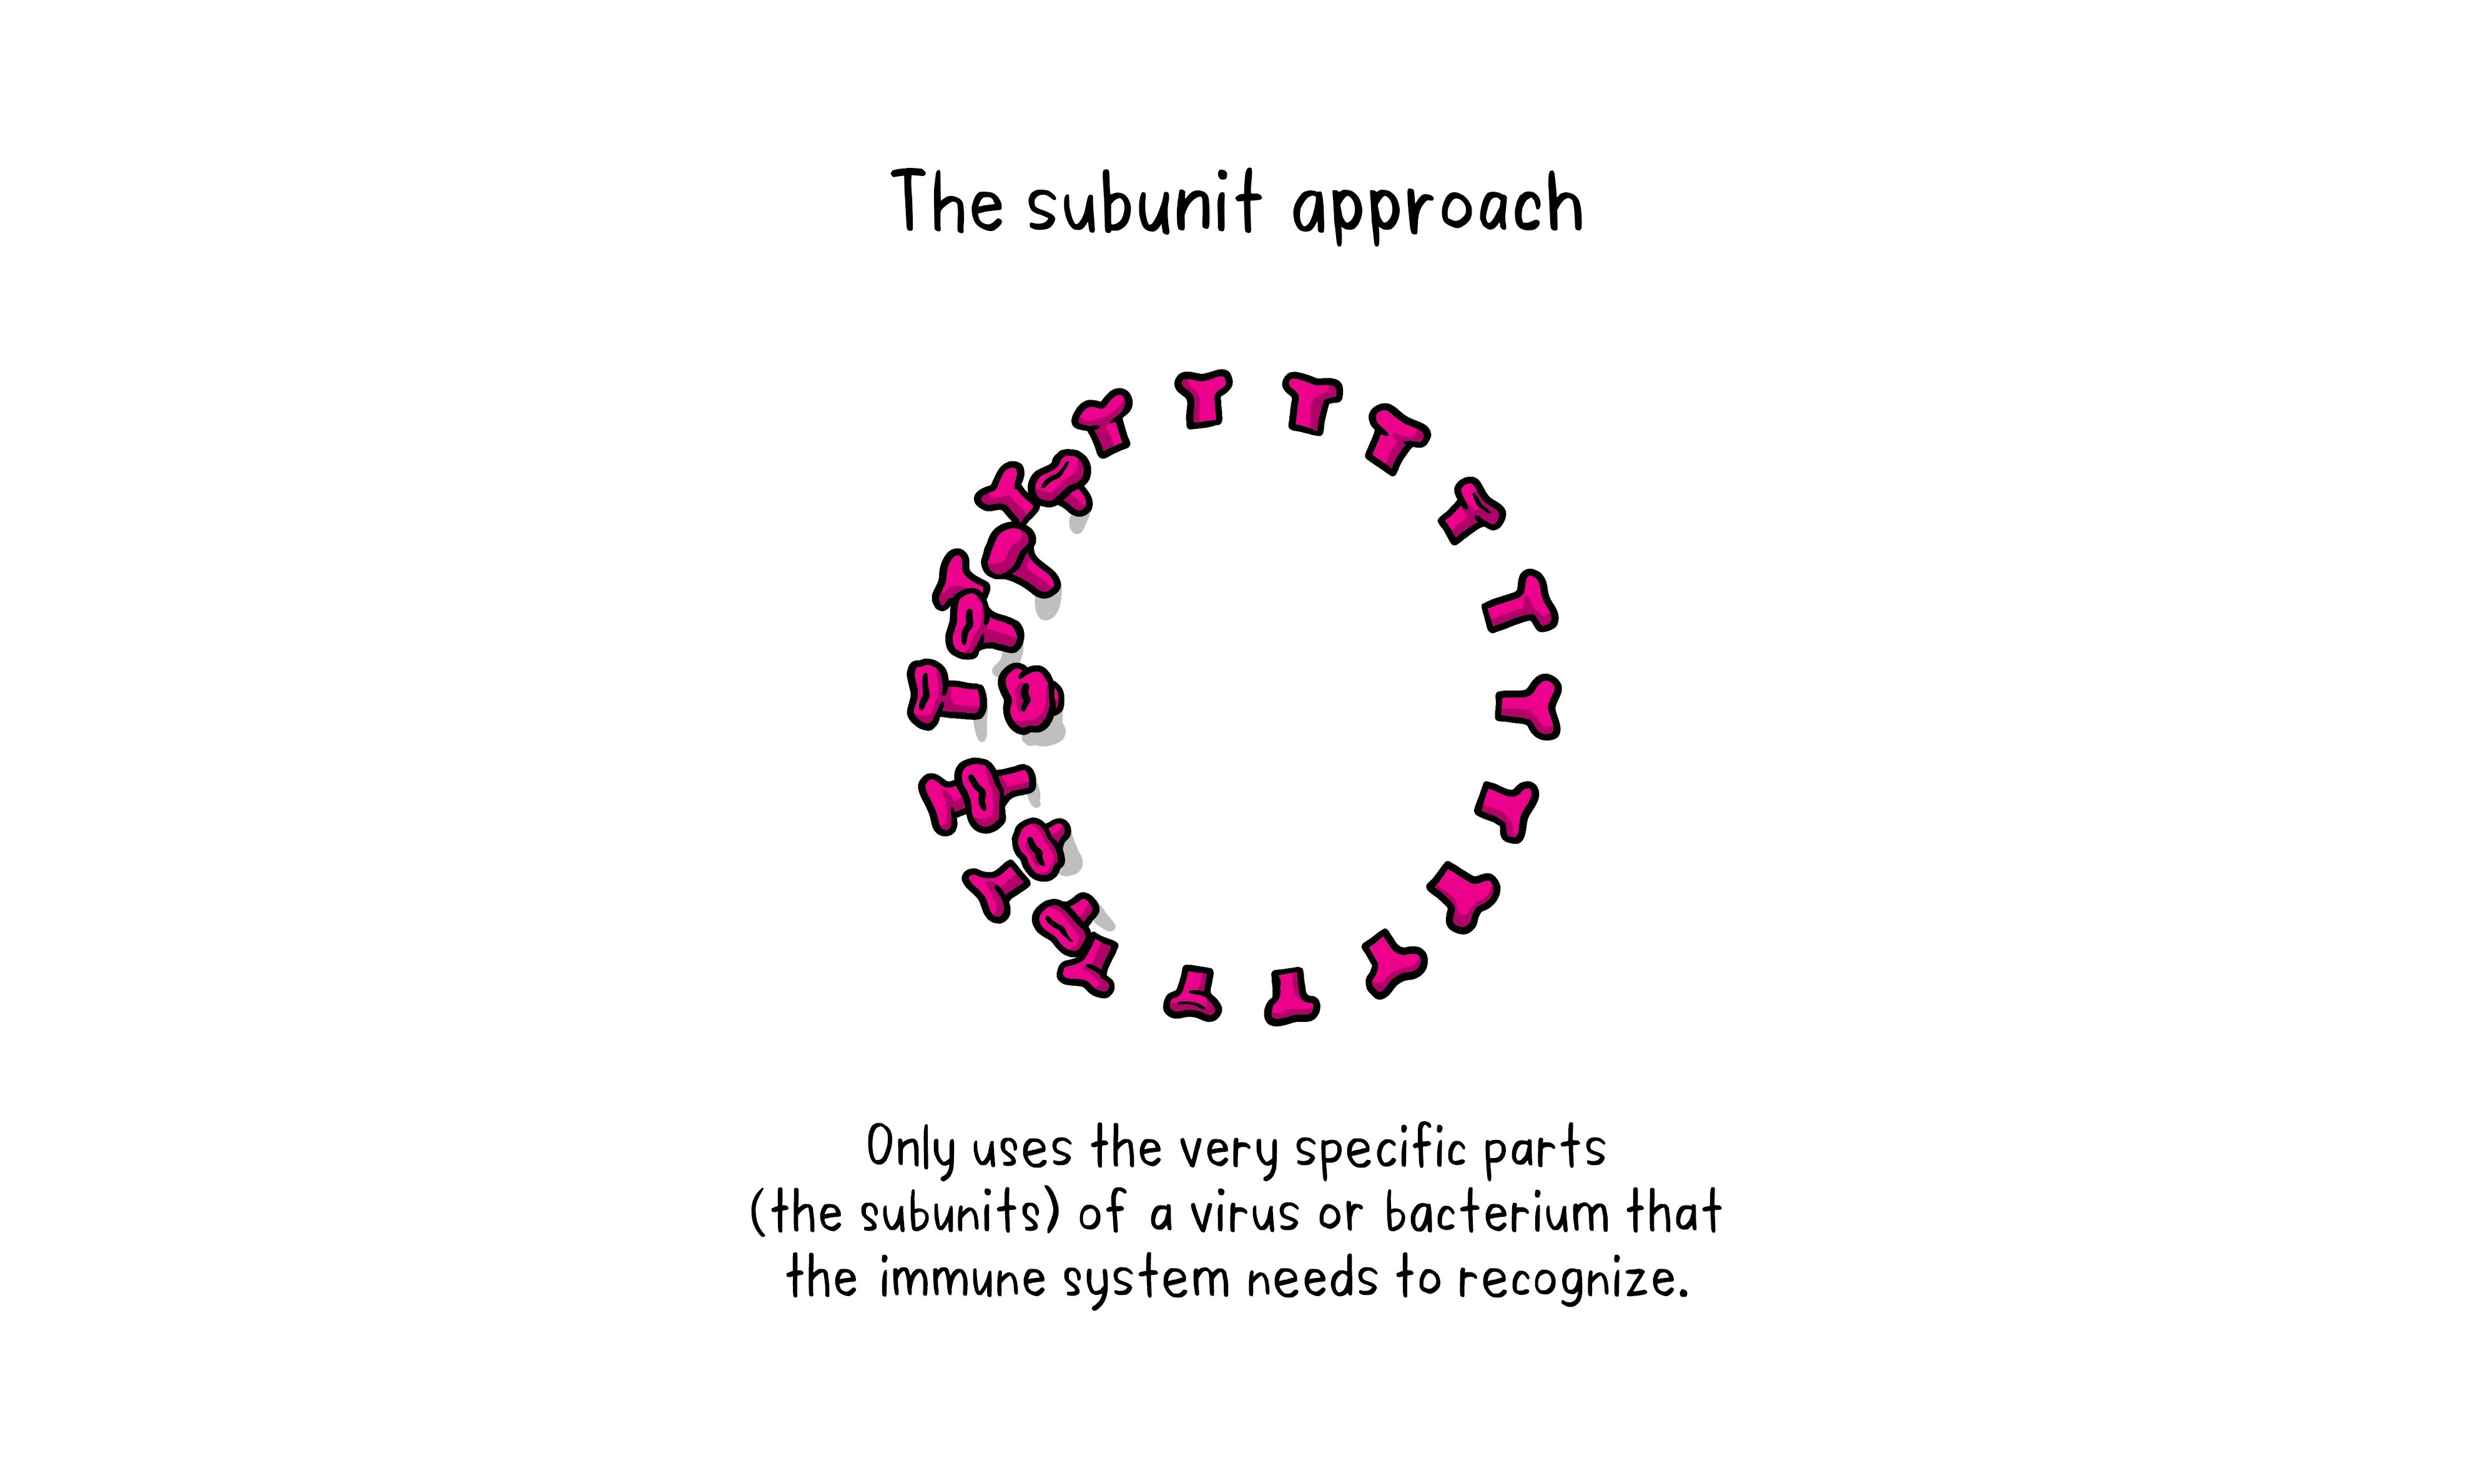 The subunit approach
Only uses the very specific parts
(the subunits) of a virus or bacterium that
the immune system needs to recognize.